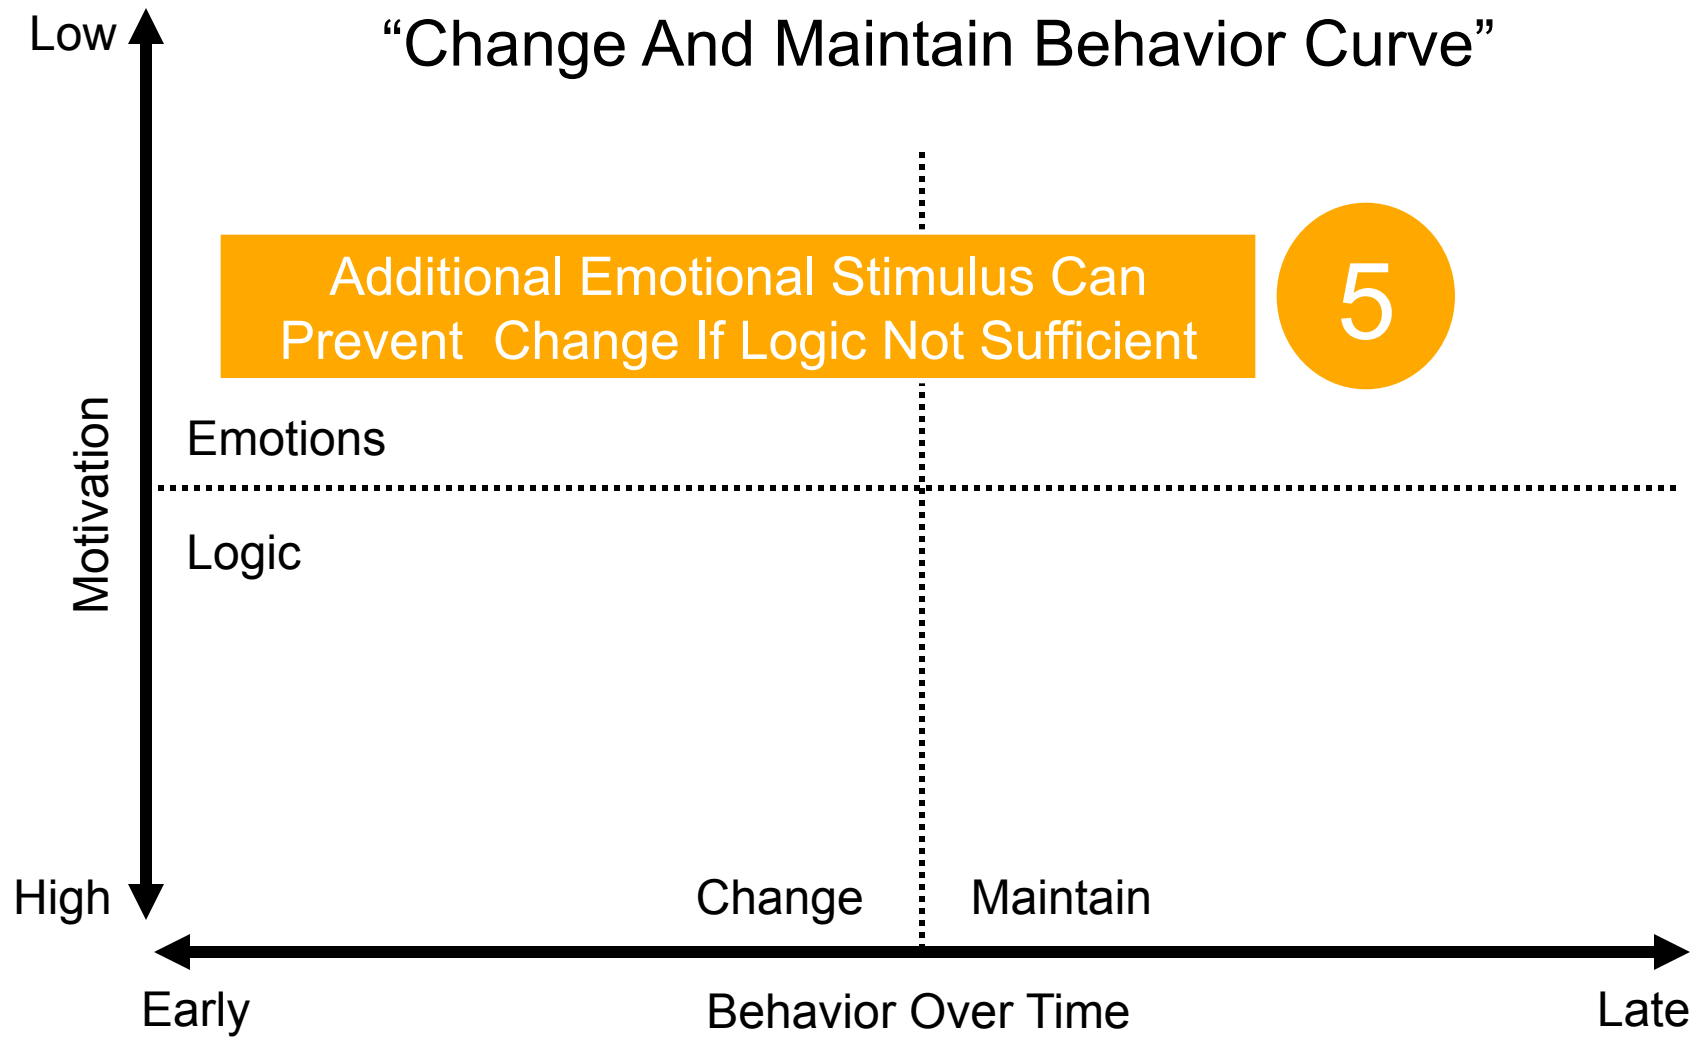 Low
“Change And Maintain Behavior Curve”
Additional Emotional Stimulus Can
Prevent  Change If Logic Not Sufficient
5
Emotions
Motivation
Logic
High
Change
Maintain
Early
Behavior Over Time
Late